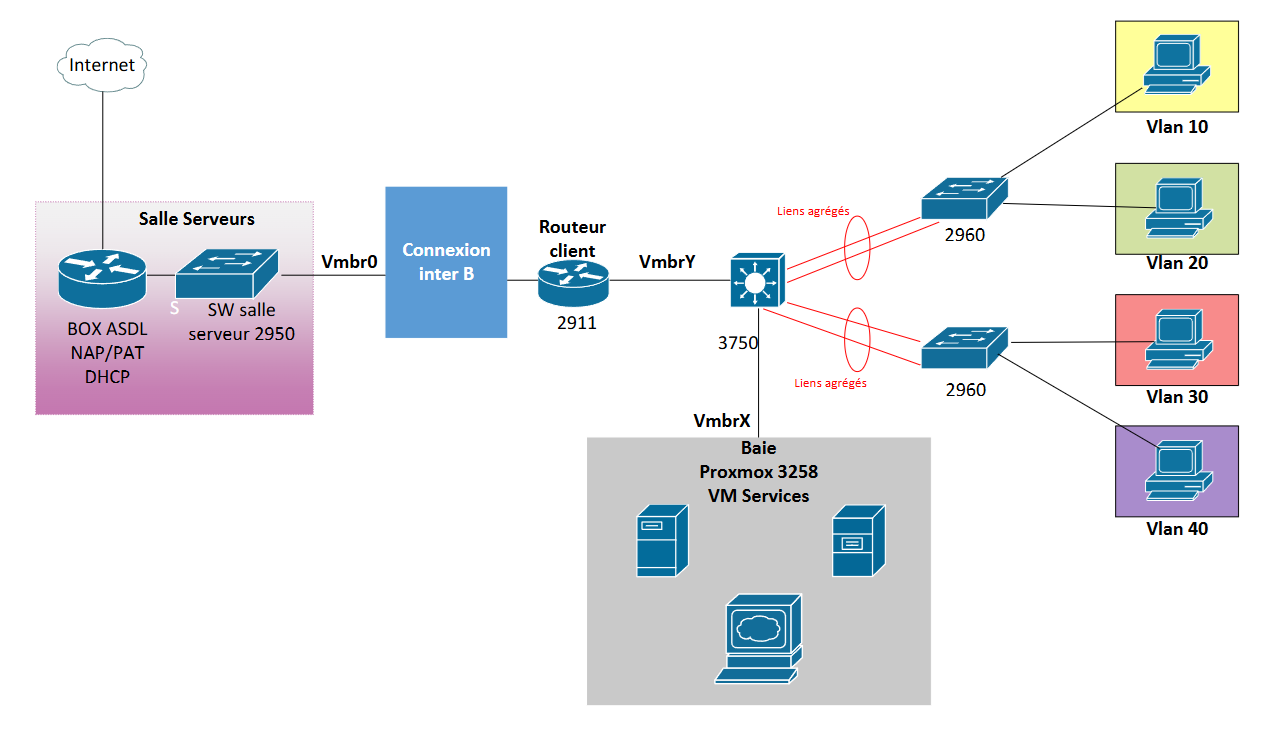 Internet
Salle Serveurs
BOX ASDL
NAP/PAT
DHCP
S
SW salle
serveur 2950
Vmbr0
Connexion
inter B
Routeur
client
2911
VmbrY
3750
Liens agrégés
2960
Liens agrégés
2960
Vlan 10
Vlan 20
Vlan 30
Vlan 40
VmbrX
Baie
Proxmox 3258
VM Services